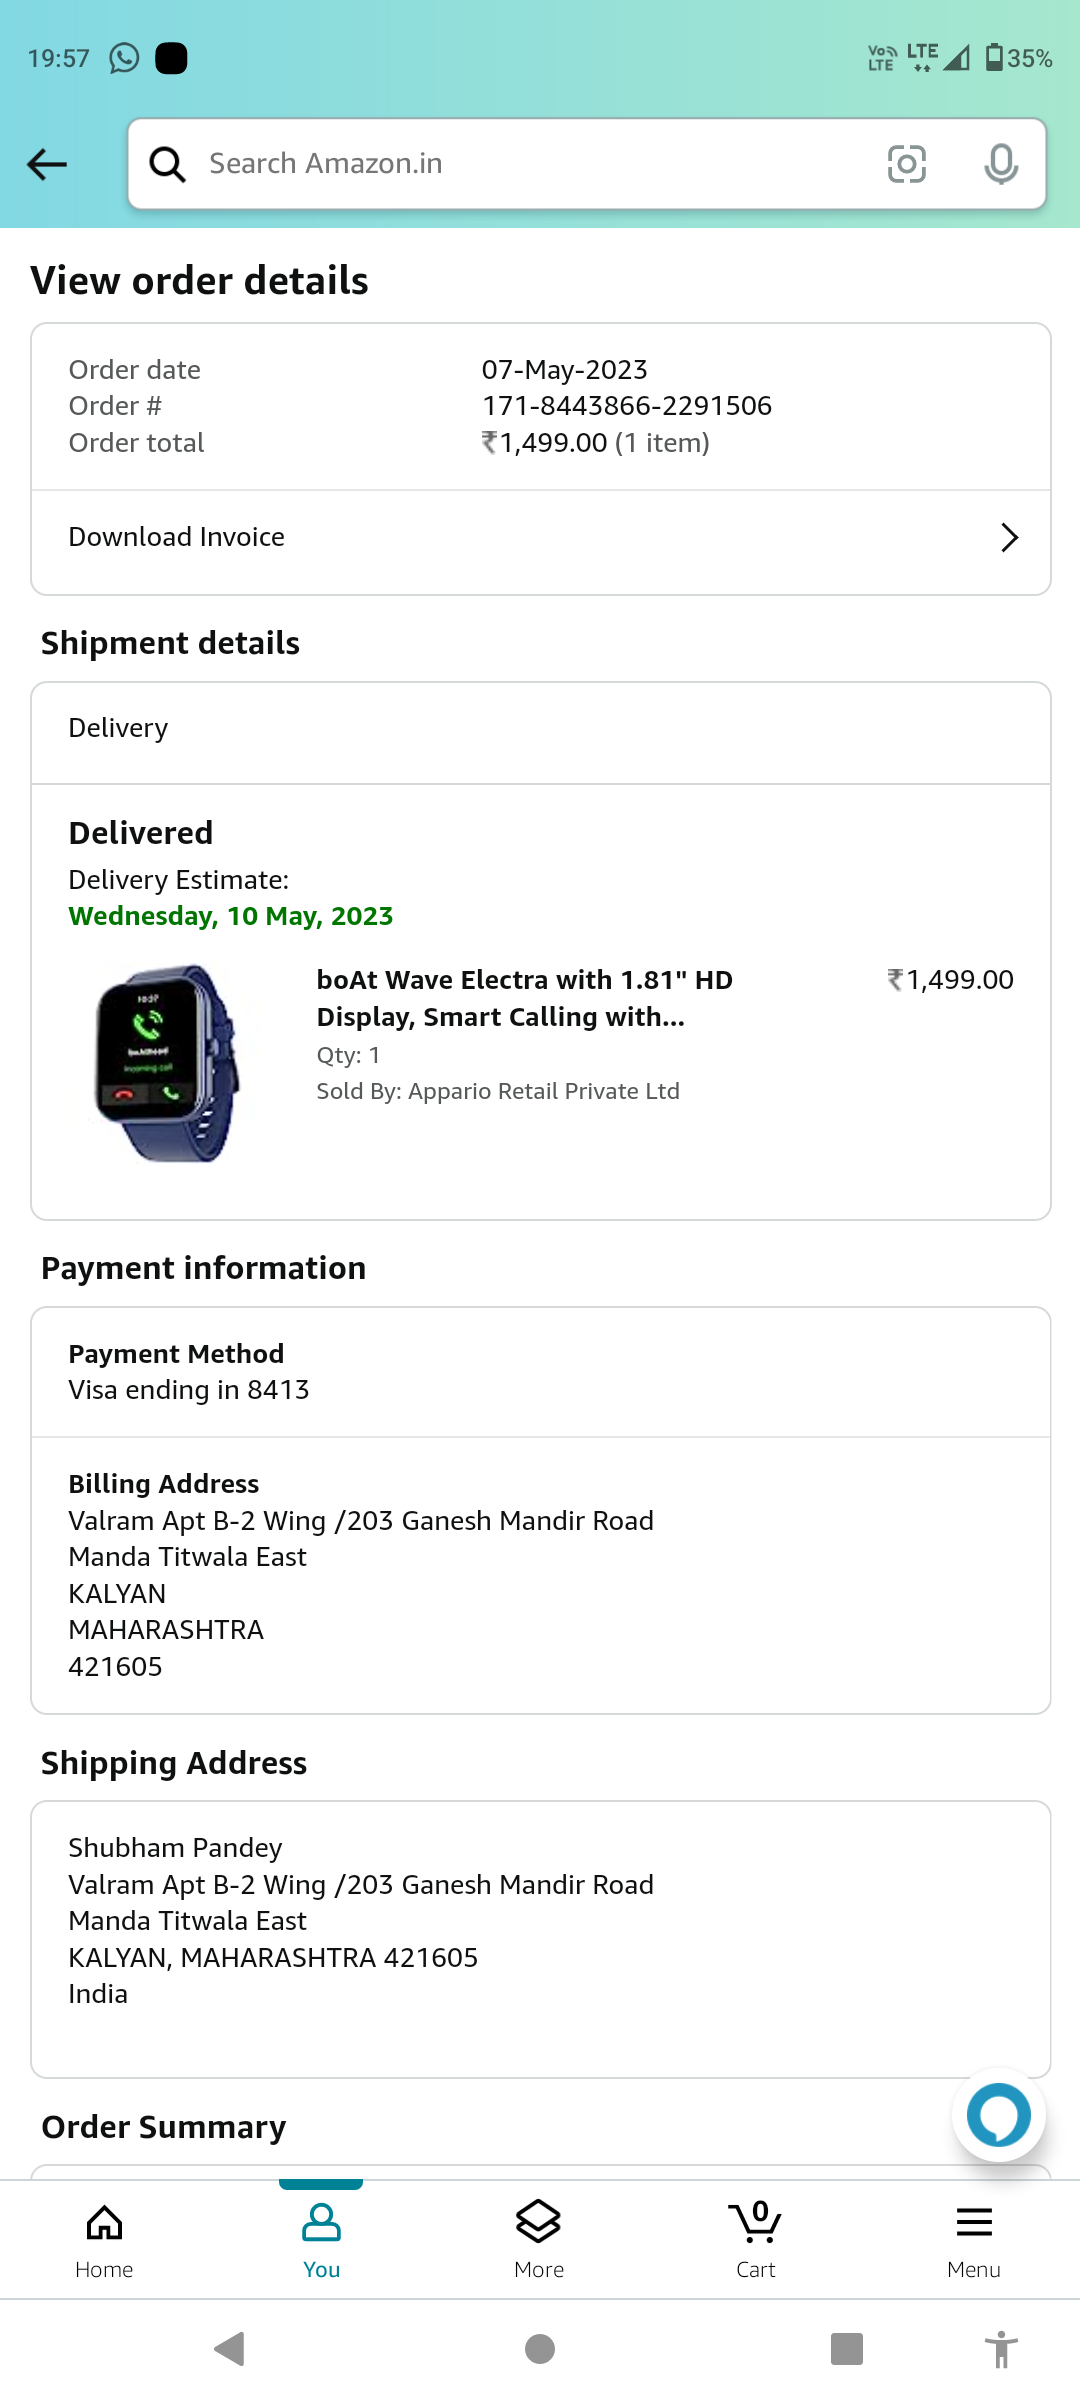 19:57
Vo LTE LTE 35%
Search Amazon.in
View order details
Order date 07-May-2023
Order # 171-8443866-2291506
Order total ₹1,499.00 (1 item)
Download Invoice
Shipment details
Delivery
Delivered
Delivery Estimate:
Wednesday, 10 May, 2023
boAt Wave Electra with 1.81" HD ₹1,499.00
Display, Smart Calling with...
Qty: 1
Sold By: Appario Retail Private Ltd
Incoming call
Payment information
Payment Method
Visa ending in 8413
Billing Address
Valram Apt B-2 Wing /203 Ganesh Mandir Road
Manda Titwala East
KALYAN
MAHARASHTRA
421605
Shipping Address
Shubham Pandey
Valram Apt B-2 Wing /203 Ganesh Mandir Road
Manda Titwala East
KALYAN, MAHARASHTRA 421605
India
Order Summary
0
Home You More Cart Menu